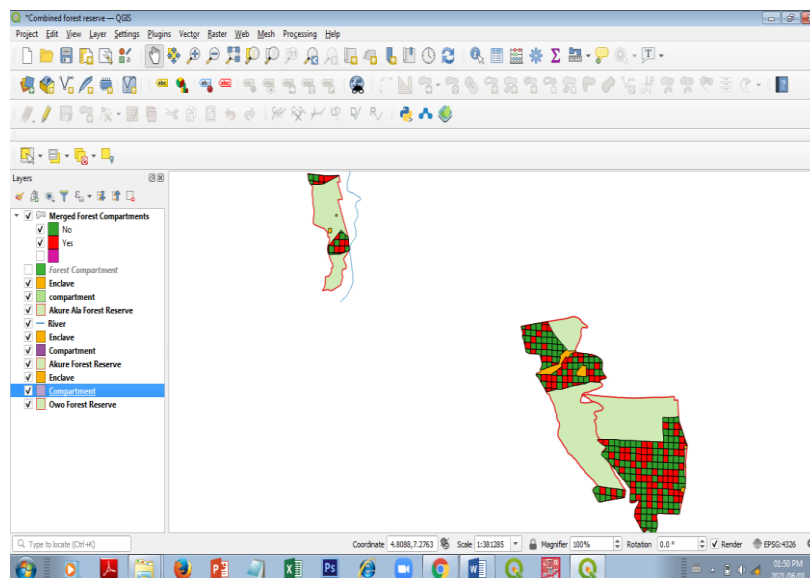 *Combined forest reserve — QGIS
Project Edit View Layer Settings Plugins Vector Raster Web Mesh Processing Help
Layers
Merged Forest Compartments
No
Yes
Forest Compartment
Enclave
compartment
Akure Ala Forest Reserve
River
Enclave
Compartment
Akure Forest Reserve
Enclave
Compartment
Owo Forest Reserve
Type to locate (Ctrl+K) Coordinate 4.8088,7.2763 Scale 1:381285 Magnifier 100% Rotation 0.0 ° Render EPSG:4326
01:50 PM